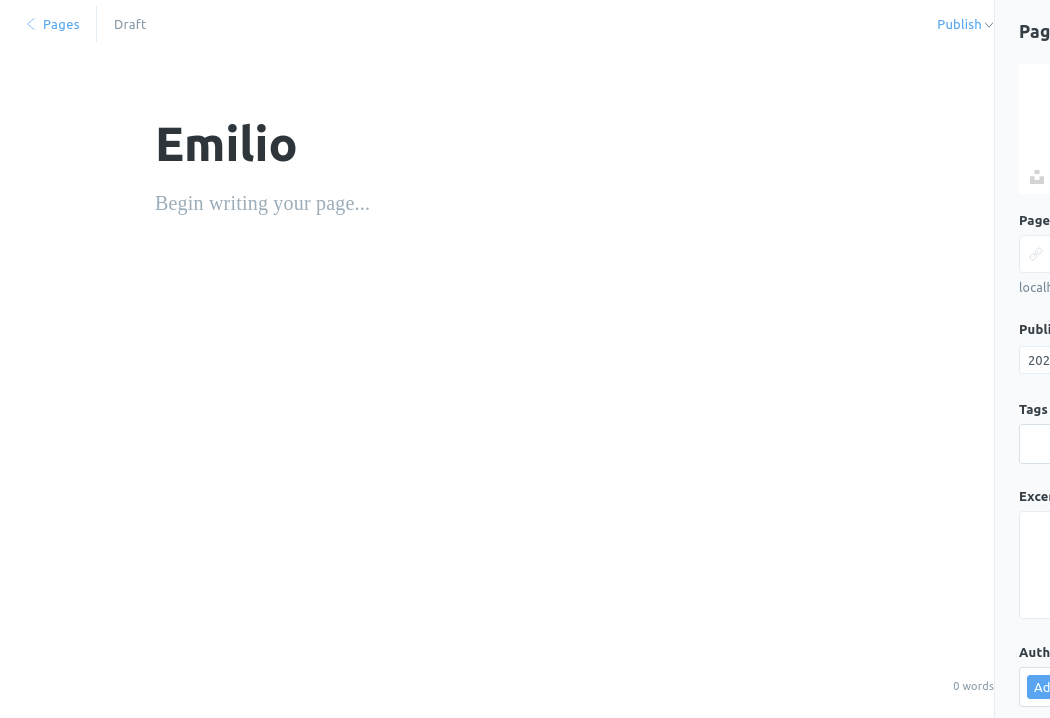 Pages
Draft
Publish
Emilio
Begin writing your page...
0 words
Pag
Page
localh
Publi
202
Tags
Excer
Auth
Ad